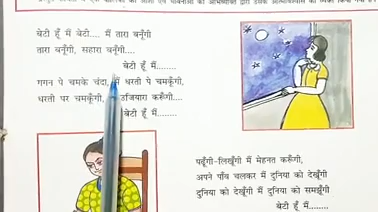 बेटी हूँ मैं बेटी.... मैं तारा बनूँगी
तारा बनूँगी, सहारा बनूँगी....
बेटी हूँ मैं........
गगन पे चमके चंदा, मैं धरती पे चमकूँगी,
धरती पर चमकूँगी, उजियारा करूँगी....
बेटी हूँ मैं........
पढूँगी-लिखूँगी मैं मेहनत करूँगी,
अपने पाँव चलकर मैं दुनिया को देखूँगी
दुनिया को देखूँगी मैं दुनिया को समझूँगी
बेटी हूँ मैं........